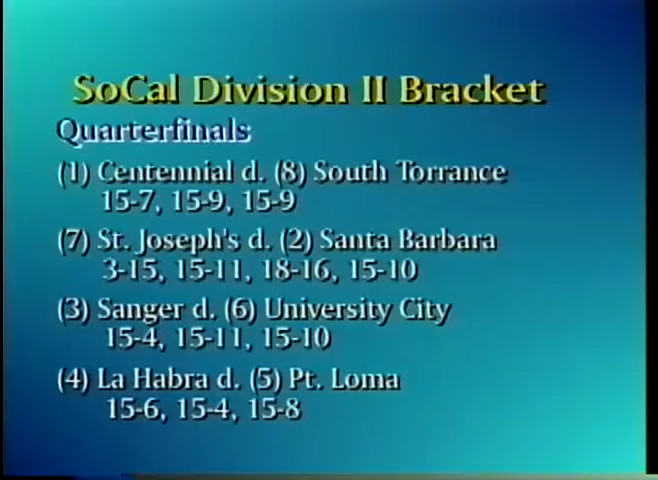 SoCal Division II Bracket
Quarterfinals
(1) Centennial d. (8) South Torrance
15-7, 15-9, 15-9
(7) St. Joseph's d. (2) Santa Barbara
3-15, 15-11, 18-16, 15-10
(3) Sanger d. (6) University City
15-4, 15-11, 15-10
(4) La Habra d. (5) Pt. Loma
15-6, 15-4, 15-8